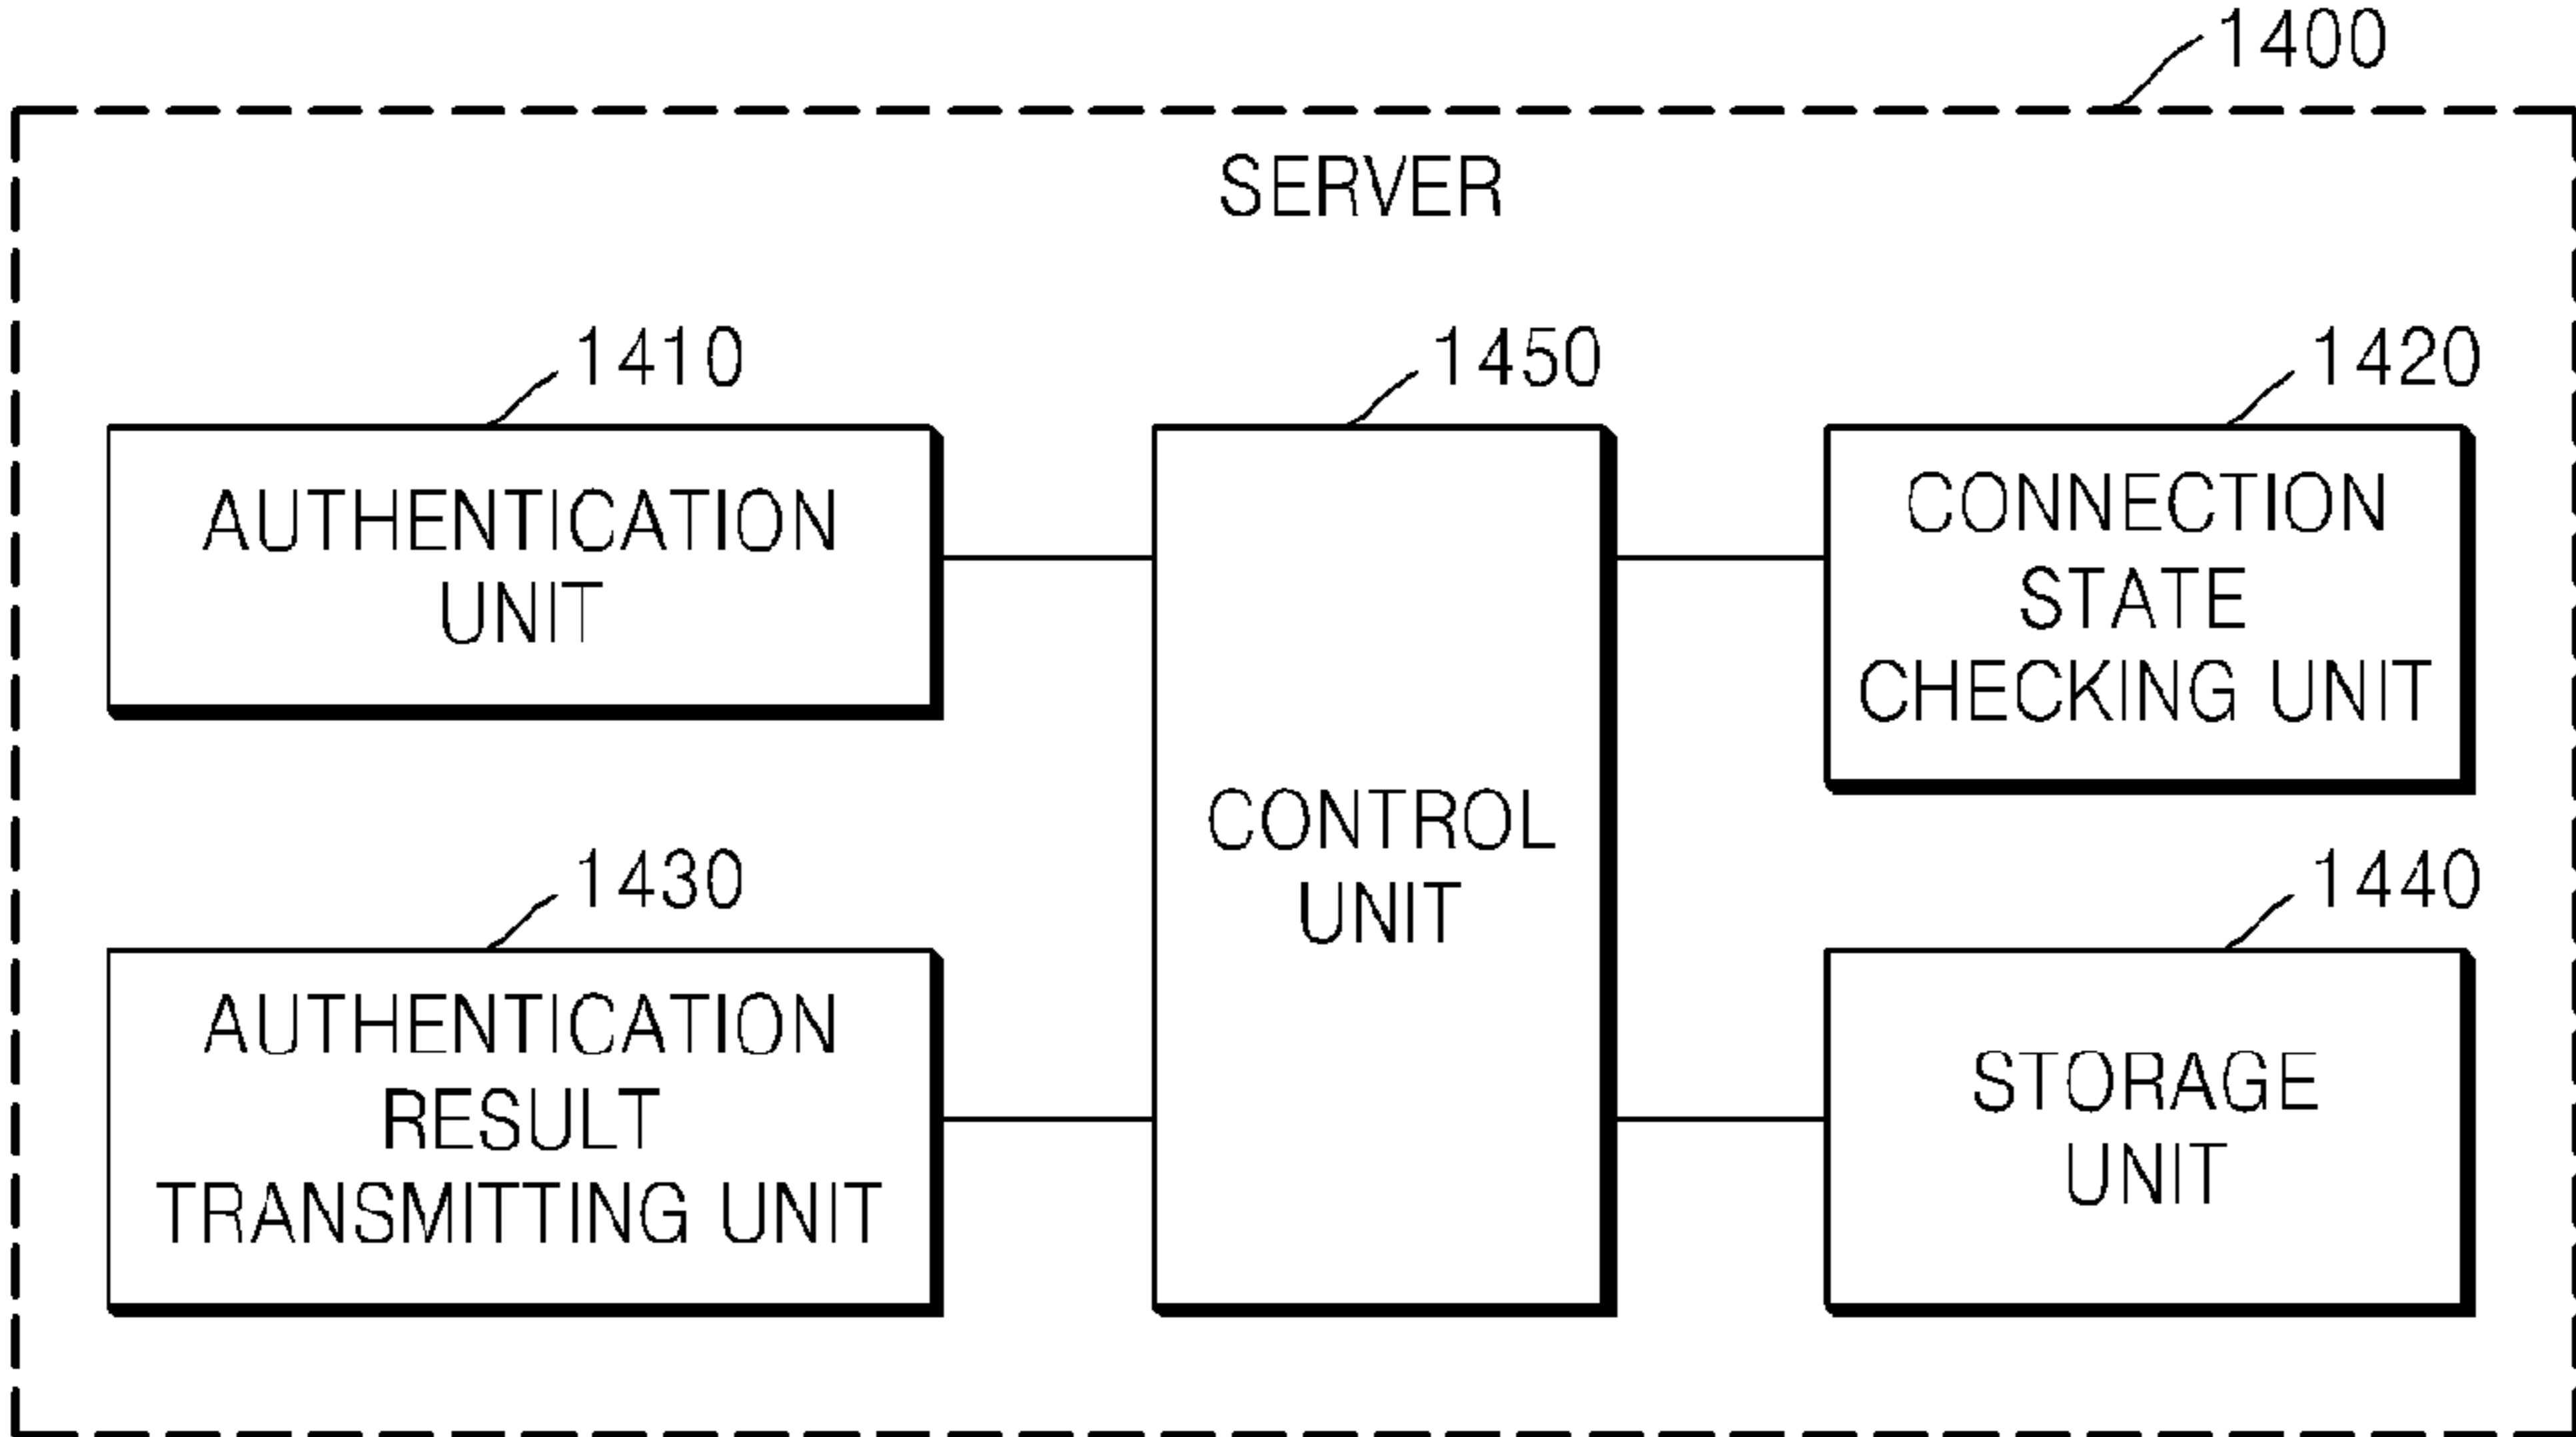 1400
SERVER
1410
AUTHENTICATION
UNIT
1450
CONTROL
UNIT
1420
CONNECTION
STATE
CHECKING UNIT
1430
AUTHENTICATION
RESULT
TRANSMITTING UNIT
1440
STORAGE
UNIT